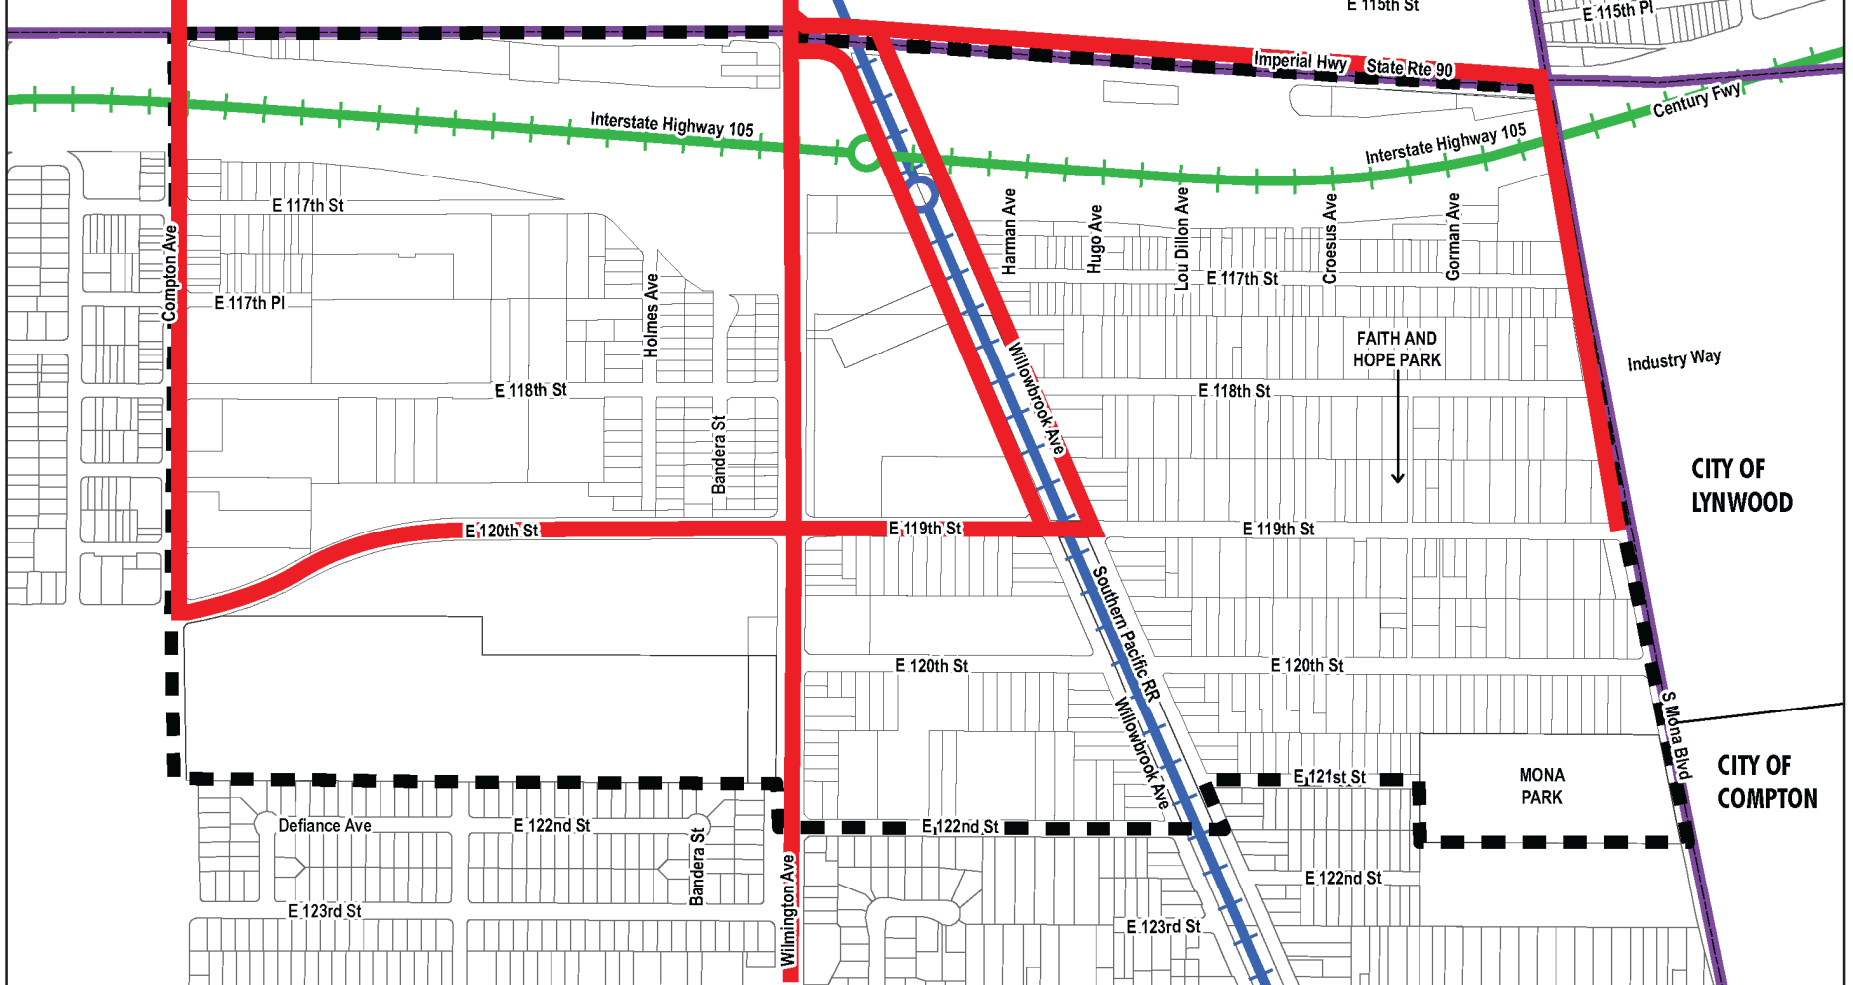 E 115th St
E 115th Pl
Imperial Hwy
State Rte 90
Century Fwy
Interstate Highway 105
Interstate Highway 105
E 117th St
Compton Ave
E 117th Pl
Holmes Ave
Harman Ave
Hugo Ave
Lou Dillon Ave
Croesus Ave
Gorman Ave
E 117th St
FAITH AND
HOPE PARK
Industry Way
E 118th St
E 118th St
Willowbrook Ave
Bandera St
CITY OF
LYNWOOD
E 120th St
E 119th St
E 119th St
Southern Pacific RR
E 120th St
E 120th St
Willowbrook Ave
S Mona Blvd
E 121st St
MONA
PARK
CITY OF
COMPTON
Defiance Ave
E 122nd St
E 122nd St
Bandera St
Wilmington Ave
E 122nd St
E 123rd St
E 123rd St